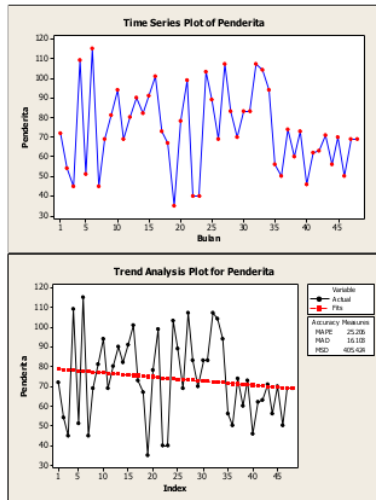 Time Series Plot of Penderita
120
110
100
90
80
70
60
50
40
30
Penderita
1 5 10 15 20 25 30 35 40 45
Bulan
Trend Analysis Plot for Penderita
120
110
100
90
80
70
60
50
40
30
Penderita
1 5 10 15 20 25 30 35 40 45
Index
Variable
Actual
Fits
Accuracy Measures
MAPE 25.206
MAD 16.103
MSD 405.424